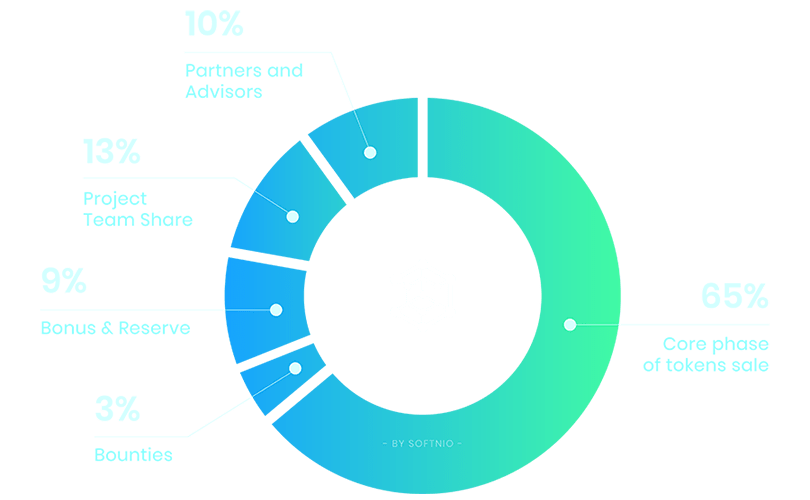 10%
Partners and
Advisors
13%
Project
Team Share
9%
Bonus & Reserve
3%
Bounties
65%
Core phase
of tokens sale
- BY SOFTNIO -